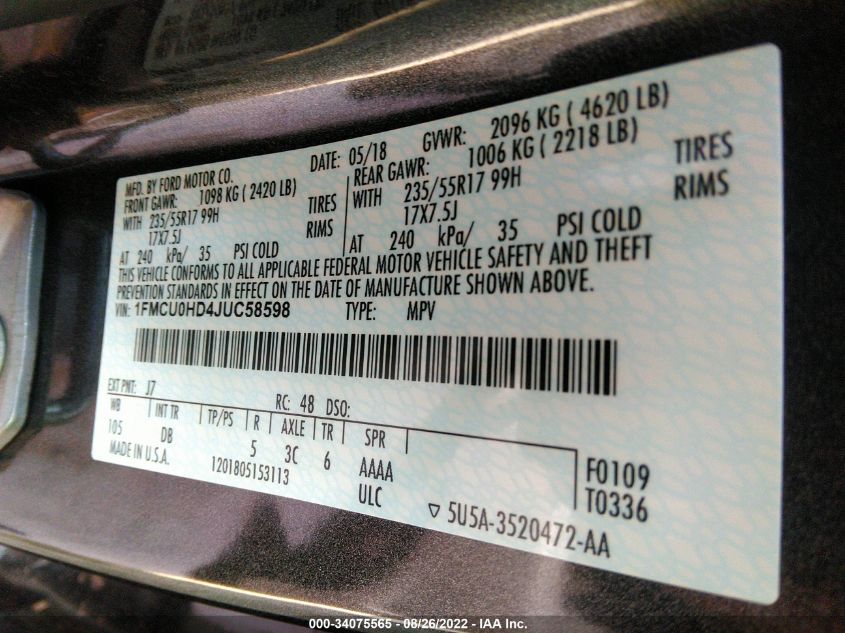 MFD. BY FORD MOTOR CO. DATE: 05/18 GVWR: 2096 KG ( 4620 LB)
FRONT GAWR: 1098 KG ( 2420 LB) REAR GAWR: 1006 KG ( 2218 LB)
WITH 235/55R17 99H TIRES WITH 235/55R17 99H TIRES
17X7.5J RIMS 17X7.5J RIMS
AT 240 kPa/ 35 PSI COLD AT 240 kPa/ 35 PSI COLD
THIS VEHICLE CONFORMS TO ALL APPLICABLE FEDERAL MOTOR VEHICLE SAFETY AND THEFT
PREVENTION STANDARDS IN EFFECT ON THE DATE OF MANUFACTURE SHOWN ABOVE.
VIN: 1FMCU0HD4JUC58598 TYPE: MPV
EXT PNT: J7 RC: 48 DSO:
WB INT TR TP/PS R AXLE TR SPR
105 DB 5 3C 6 AAAA F0109
MADE IN U.S.A. 1201805153113 ULC T0336
▽ 5U5A-3520472-AA
000-34075565 - 08/26/2022 - IAA Inc.